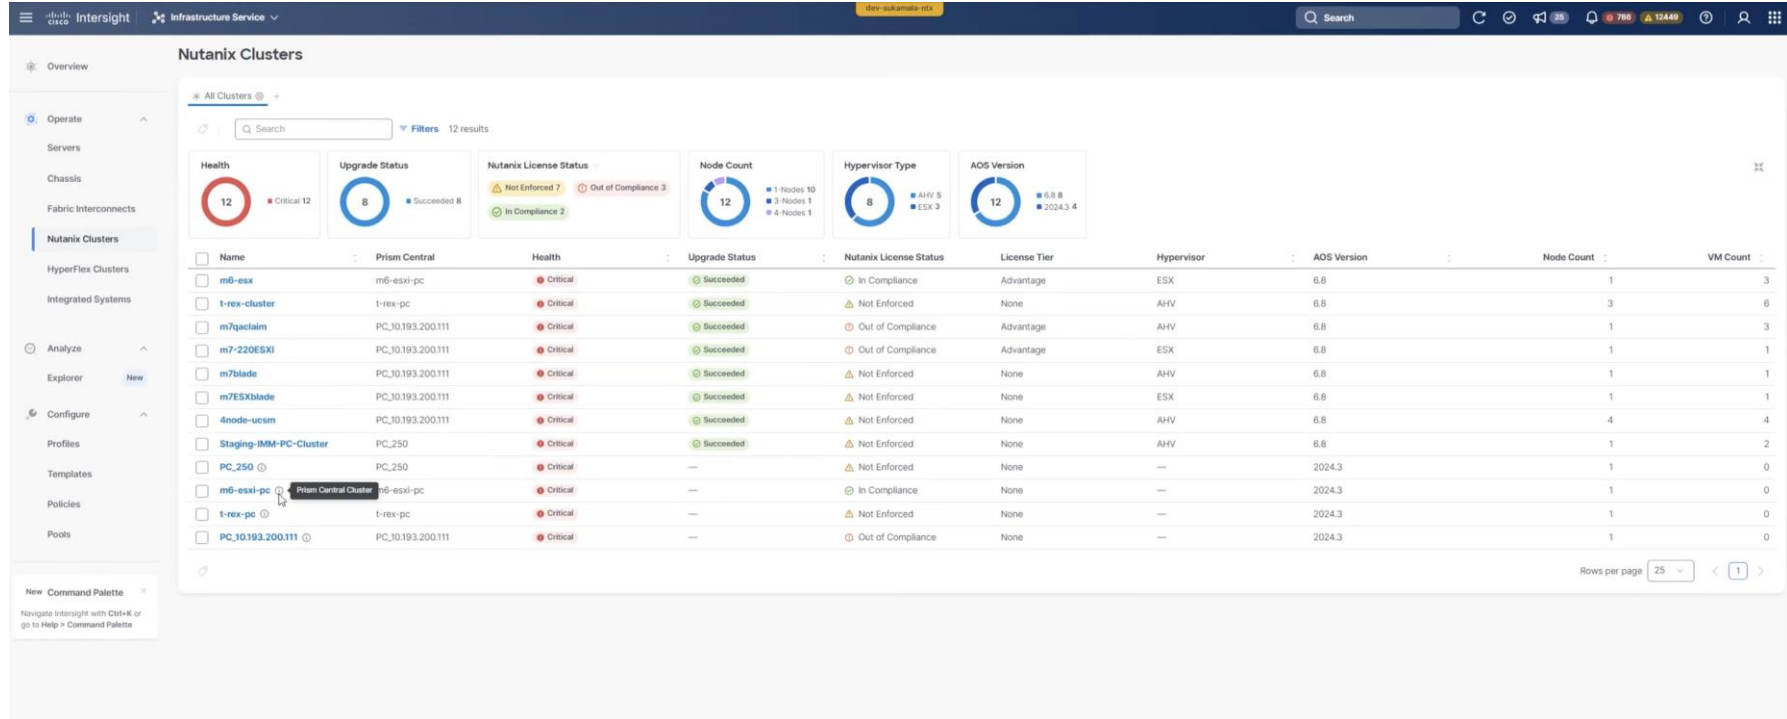 cisco Intersight Infrastructure Service dev-sukamala-ntx Search 25 786 12449
Nutanix Clusters
Overview
Operate
Servers
Chassis
Fabric Interconnects
Nutanix Clusters
HyperFlex Clusters
Integrated Systems
Analyze
Explorer New
Configure
Profiles
Templates
Policies
Pools
New Command Palette
Navigate Intersight with Ctrl+K or
go to Help > Command Palette
All Clusters +
Search Filters 12 results
Health
12
Critical 12
Upgrade Status
8
Succeeded 8
Nutanix License Status
Not Enforced 7 Out of Compliance 3
In Compliance 2
Node Count
12
1-Nodes 10
3-Nodes 1
4-Nodes 1
Hypervisor Type
8
AHV 5
ESX 3
AOS Version
12
6.8 8
2024.3 4
Name Prism Central Health Upgrade Status Nutanix License Status License Tier Hypervisor AOS Version Node Count VM Count
m6-esx m6-esxi-pc Critical Succeeded In Compliance Advantage ESX 6.8 1 3
t-rex-cluster t-rex-pc Critical Succeeded Not Enforced None AHV 6.8 3 6
m7qaclaim PC_10.193.200.111 Critical Succeeded Out of Compliance Advantage AHV 6.8 1 3
m7-220ESXI PC_10.193.200.111 Critical Succeeded Out of Compliance Advantage ESX 6.8 1 1
m7blade PC_10.193.200.111 Critical Succeeded Not Enforced None AHV 6.8 1 1
m7ESXblade PC_10.193.200.111 Critical Succeeded Not Enforced None ESX 6.8 1 1
4node-ucsm PC_10.193.200.111 Critical Succeeded Not Enforced None AHV 6.8 4 4
Staging-IMM-PC-Cluster PC_250 Critical Succeeded Not Enforced None AHV 6.8 1 2
PC_250 PC_250 Critical — Not Enforced None — 2024.3 1 0
m6-esxi-pc Prism Central Cluster m6-esxi-pc Critical — In Compliance None — 2024.3 1 0
t-rex-pc t-rex-pc Critical — Not Enforced None — 2024.3 1 0
PC_10.193.200.111 PC_10.193.200.111 Critical — Out of Compliance None — 2024.3 1 0
Rows per page 25 1